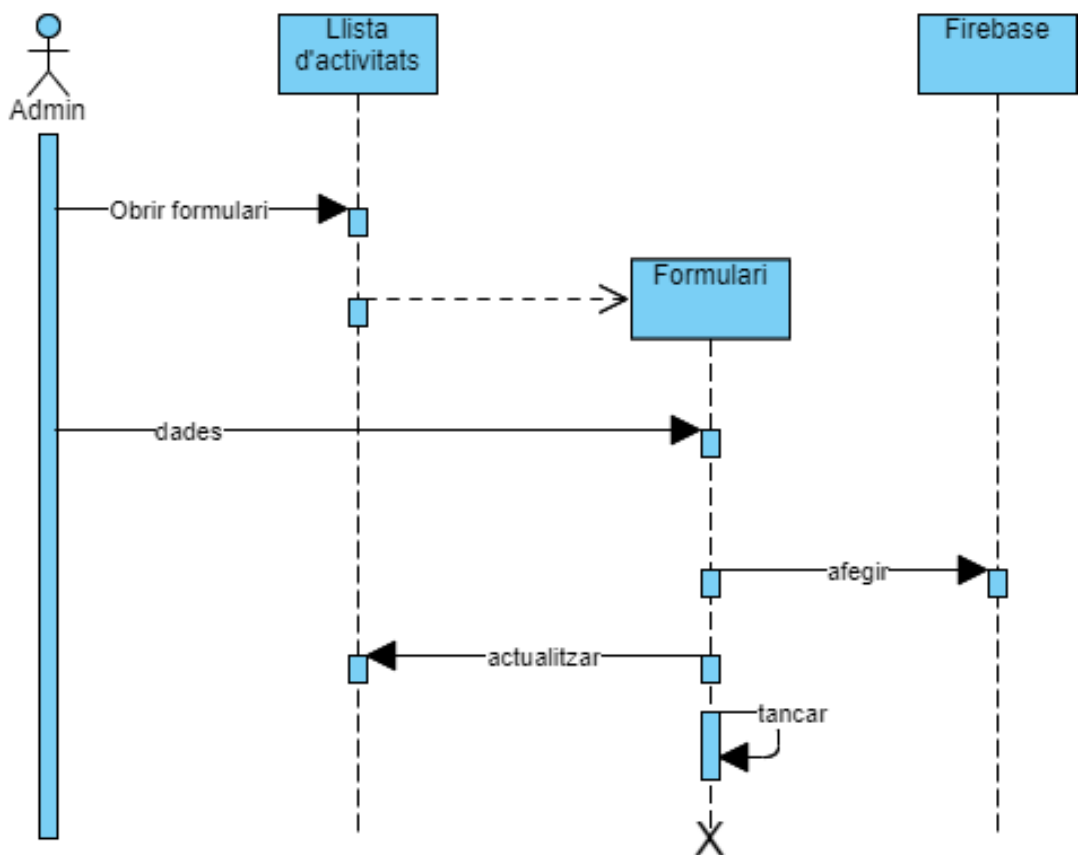 Llista
d'activitats
Firebase
Admin
Obrir formulari
Formulari
dades
afegir
actualitzar
tancar